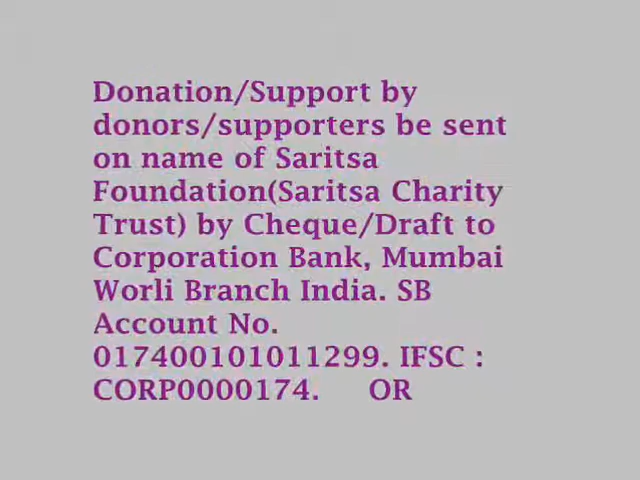 Donation/Support by
donors/supporters be sent
on name of Saritsa
Foundation(Saritsa Charity
Trust) by Cheque/Draft to
Corporation Bank, Mumbai
Worli Branch India. SB
Account No.
017400101011299. IFSC :
CORP0000174. OR